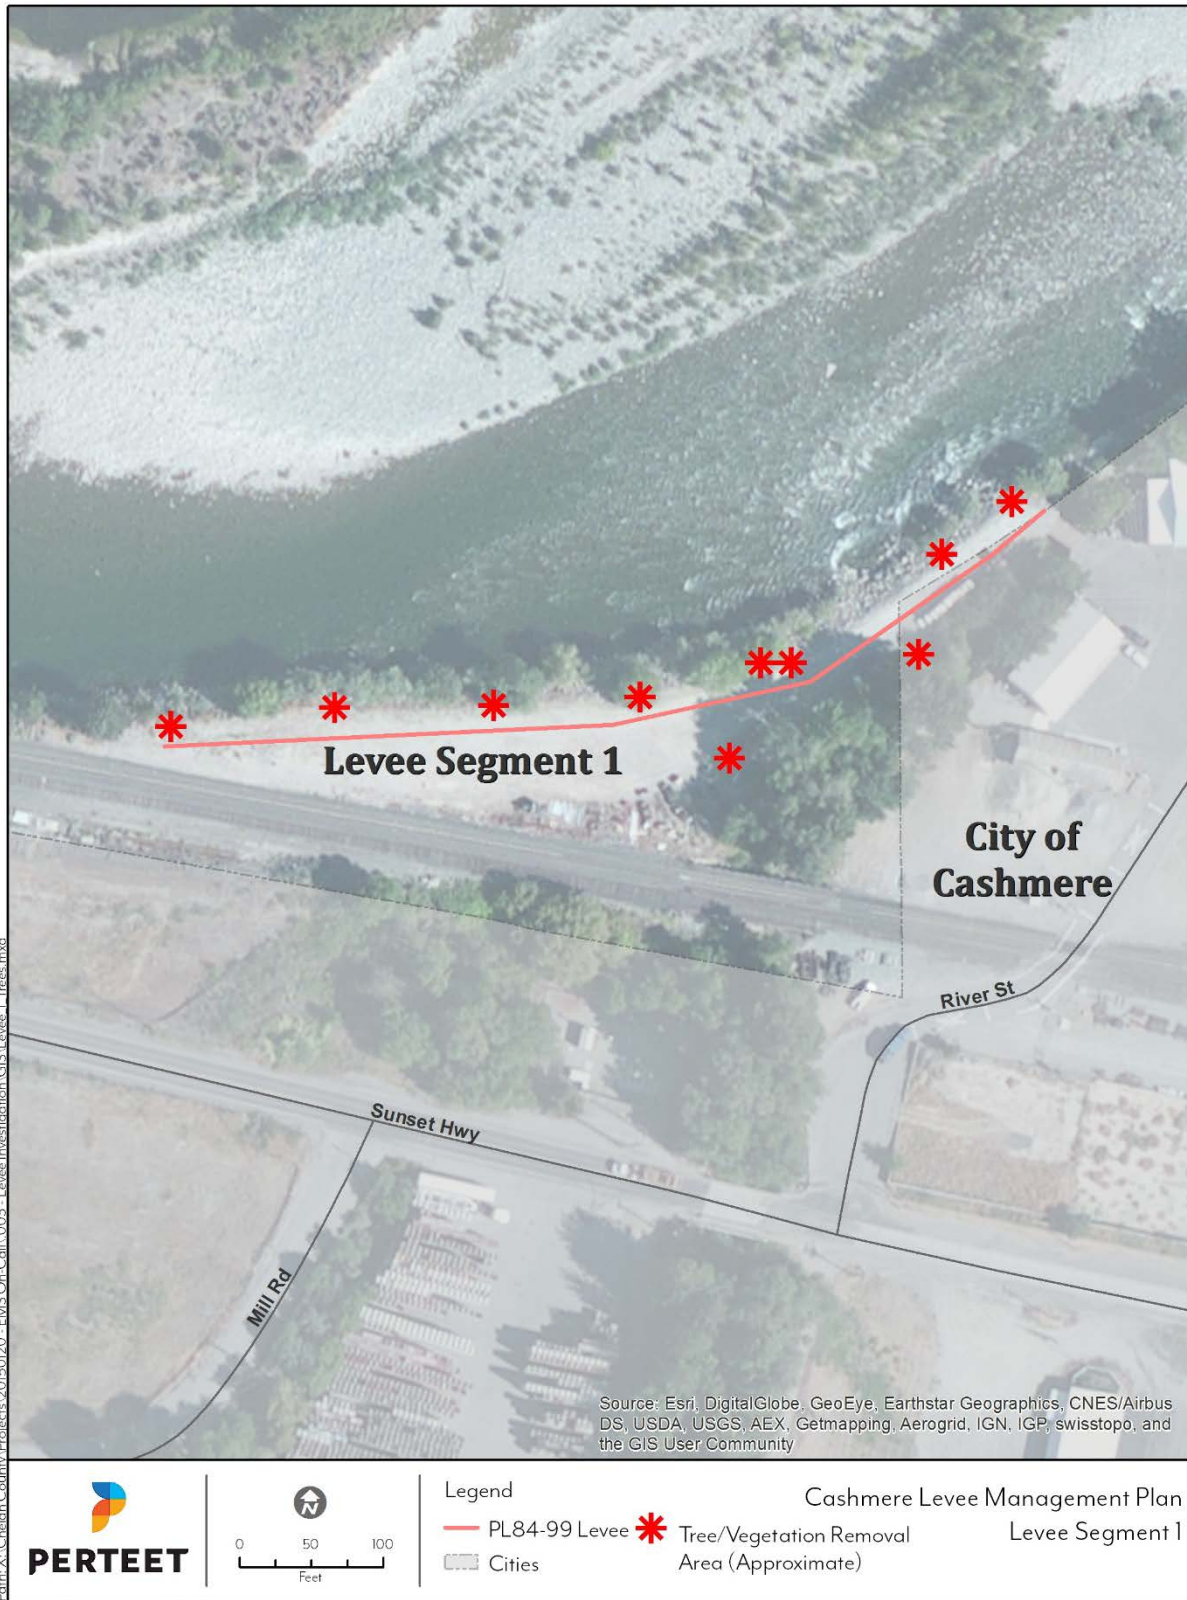 Levee Segment 1
City of
Cashmere
River St
Sunset Hwy
Mill Rd
Source: Esri, DigitalGlobe, GeoEye, Earthstar Geographics, CNES/Airbus
DS, USDA, USGS, AEX, Getmapping, Aerogrid, IGN, IGP, swisstopo, and
the GIS User Community
PERTEET
N
0 50 100
Feet
Legend
PL84-99 Levee
Cities
Tree/Vegetation Removal
Area (Approximate)
Cashmere Levee Management Plan
Levee Segment 1